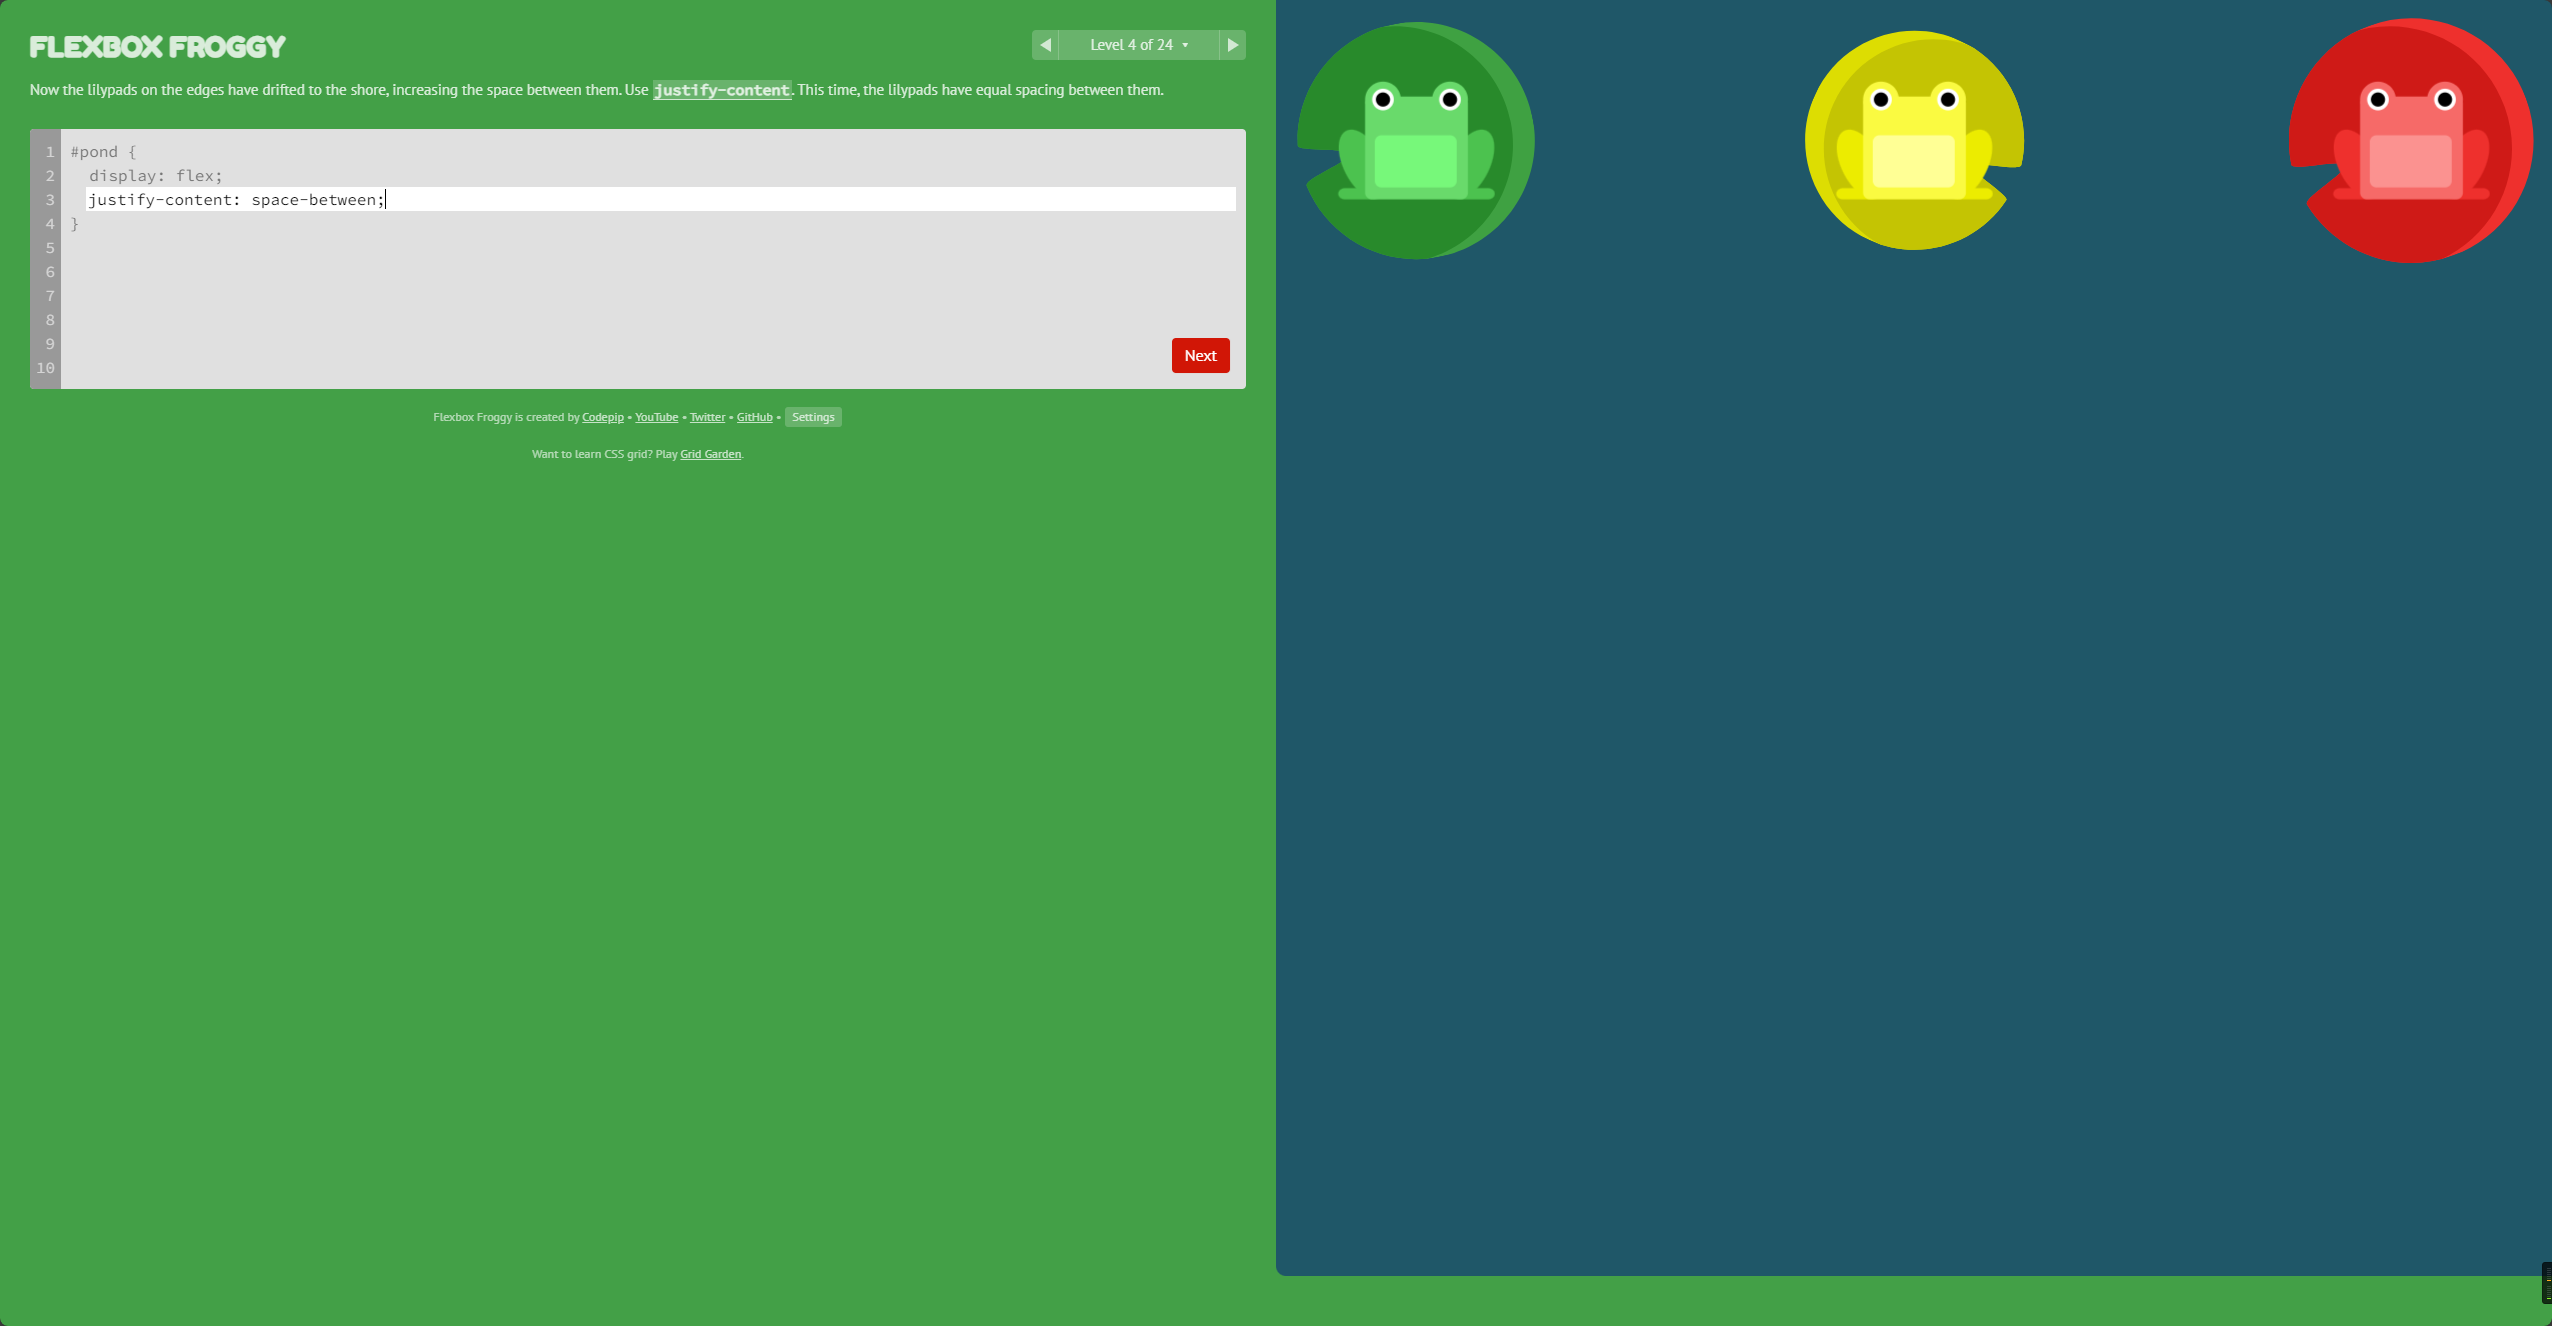 FLEXBOX FROGGY
Level 4 of 24
Now the lilypads on the edges have drifted to the shore, increasing the space between them. Use justify-content. This time, the lilypads have equal spacing between them.
1 #pond {
2 display: flex;
3 justify-content: space-between;
4 }
5
6
7
8
9
10
Next
Flexbox Froggy is created by Codepip • YouTube • Twitter • GitHub • Settings
Want to learn CSS grid? Play Grid Garden.